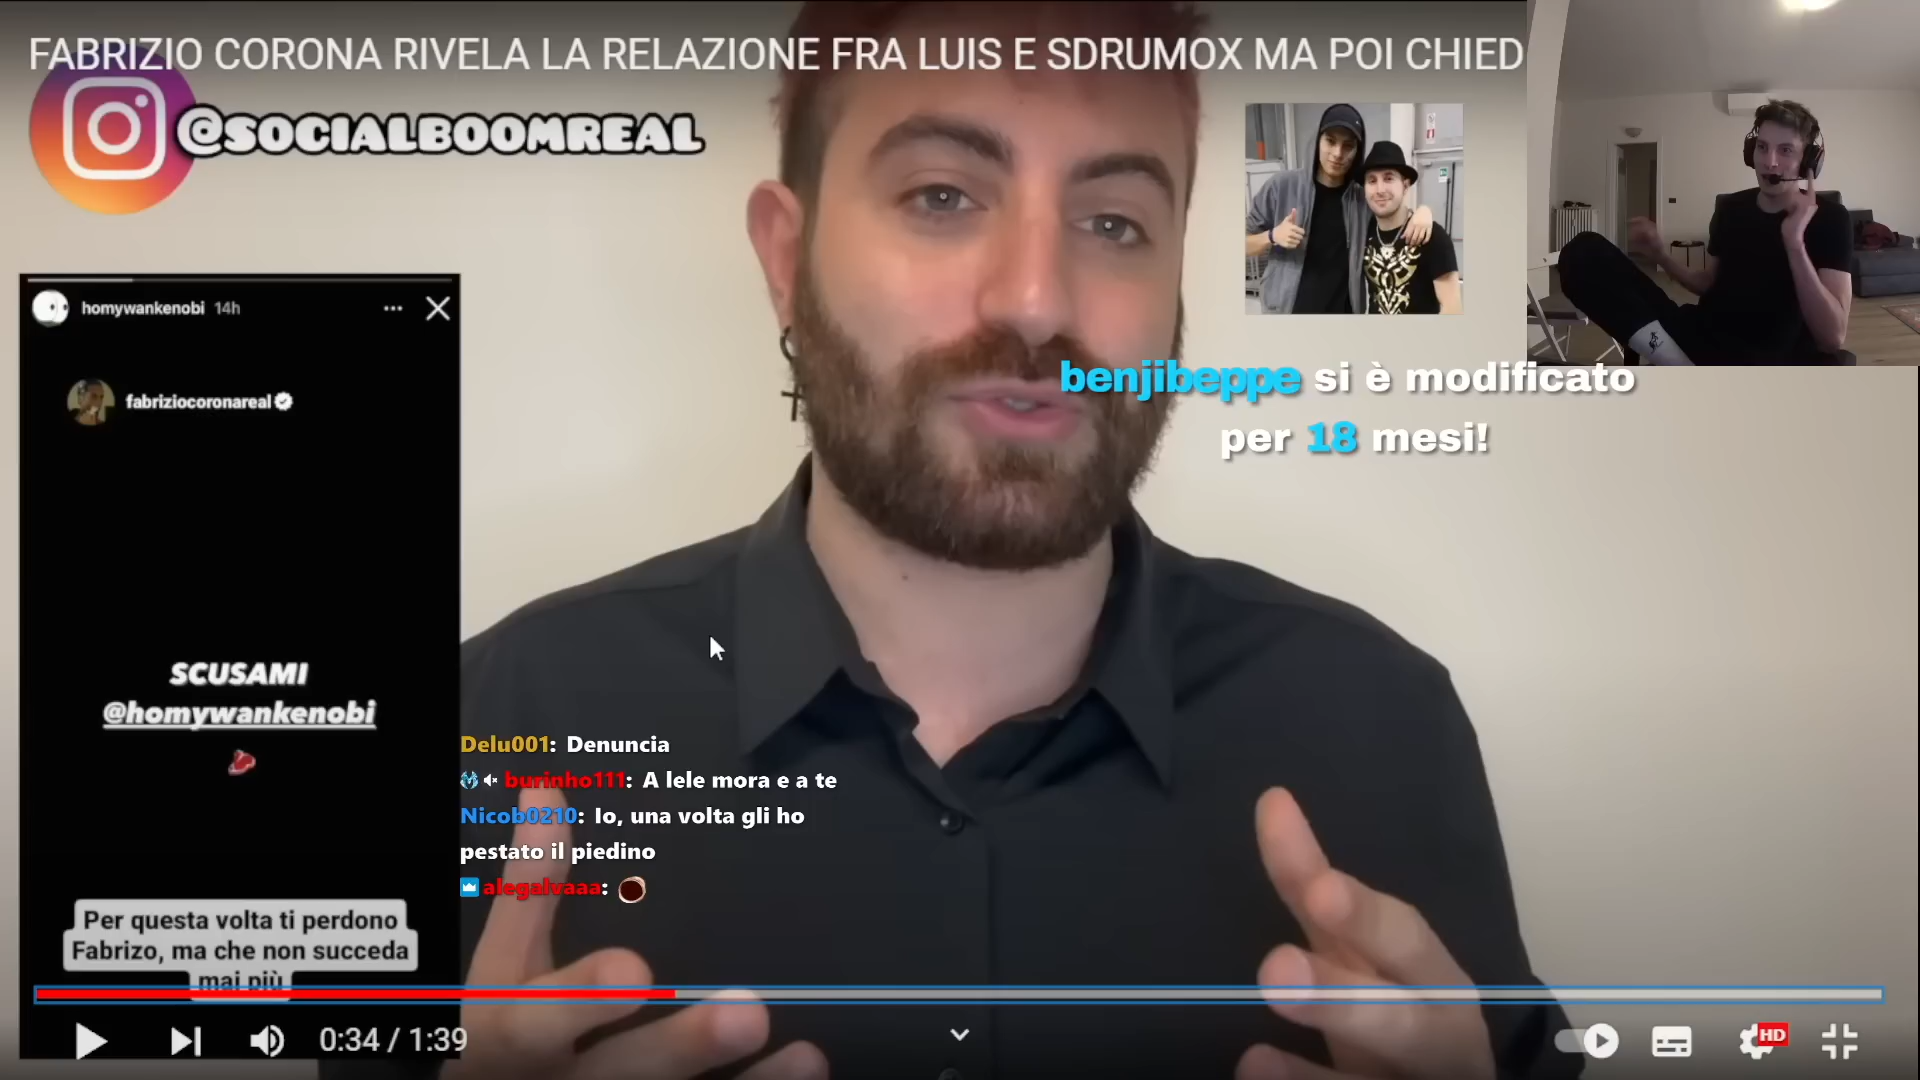 FABRIZIO CORONA RIVELA LA RELAZIONE FRA LUIS E SDRUMOX MA POI CHIED
@SOCIALBOOMREAL
homywankenobi 14h
fabriziocoronareal
SCUSAMI
@homywankenobi
Per questa volta ti perdono
Fabrizo, ma che non succeda
mai più
benjibeppe si è modificato
per 18 mesi!
Delu001: Denuncia
burinho111: A lele mora e a te
Nicob0210: Io, una volta gli ho
pestato il piedino
alegalvaaa:
0:34 / 1:39
HD